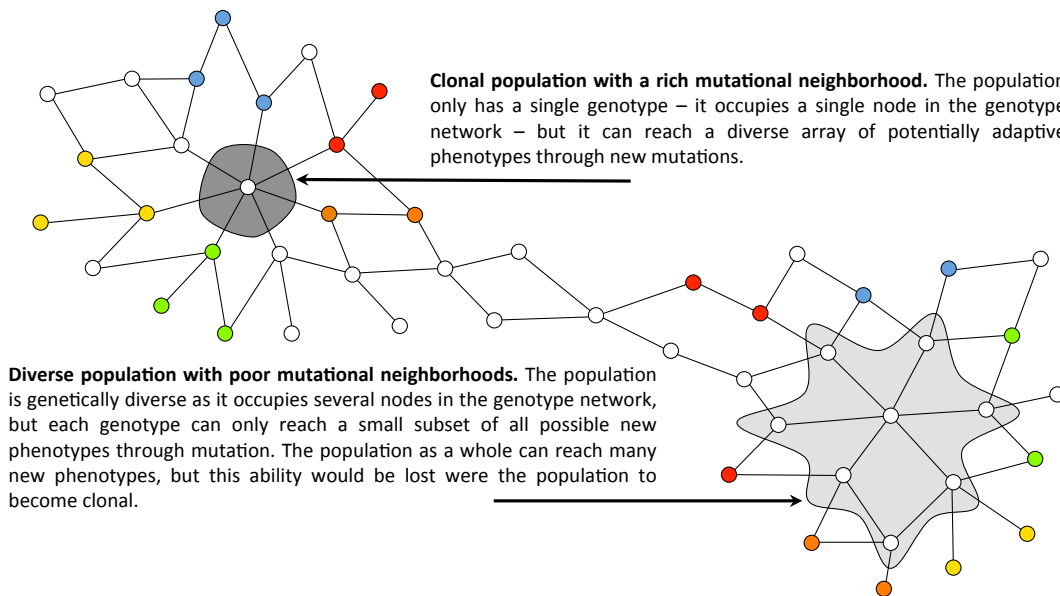 Clonal population with a rich mutational neighborhood. The population
only has a single genotype – it occupies a single node in the genotype
network – but it can reach a diverse array of potentially adaptive
phenotypes through new mutations.
Diverse population with poor mutational neighborhoods. The population
is genetically diverse as it occupies several nodes in the genotype network,
but each genotype can only reach a small subset of all possible new
phenotypes through mutation. The population as a whole can reach many
new phenotypes, but this ability would be lost were the population to
become clonal.